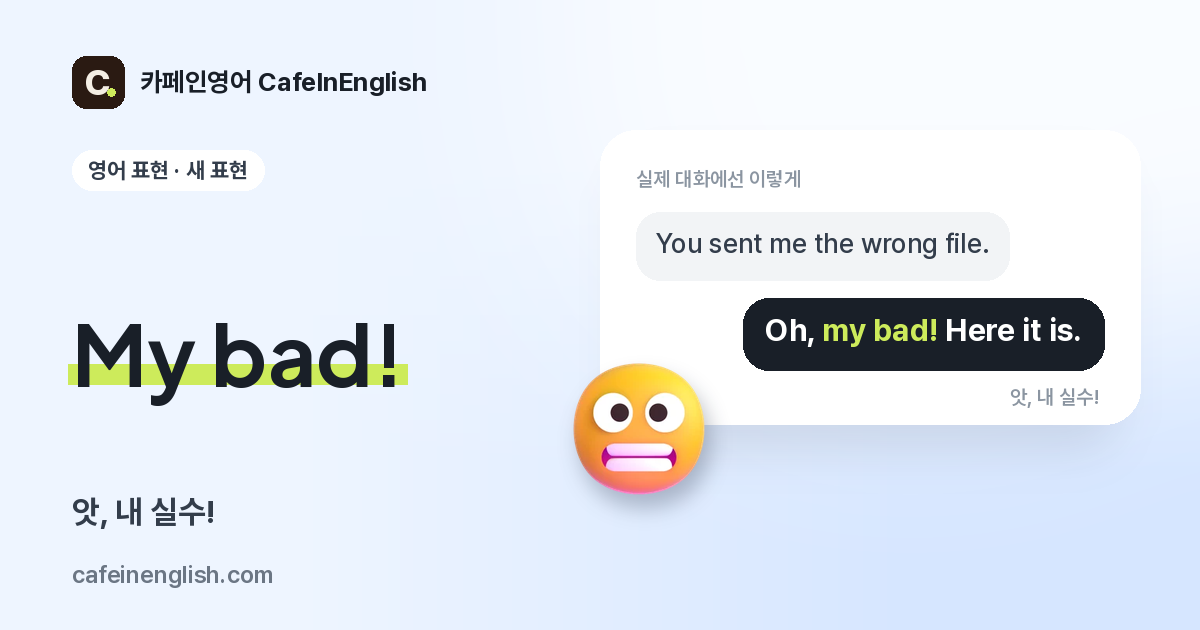 C
카페인영어 CafeInEnglish
영어 표현 · 새 표현
My bad!
앗, 내 실수!
cafeinenglish.com
실제 대화에선 이렇게
You sent me the wrong file.
Oh, my bad! Here it is.
앗, 내 실수!